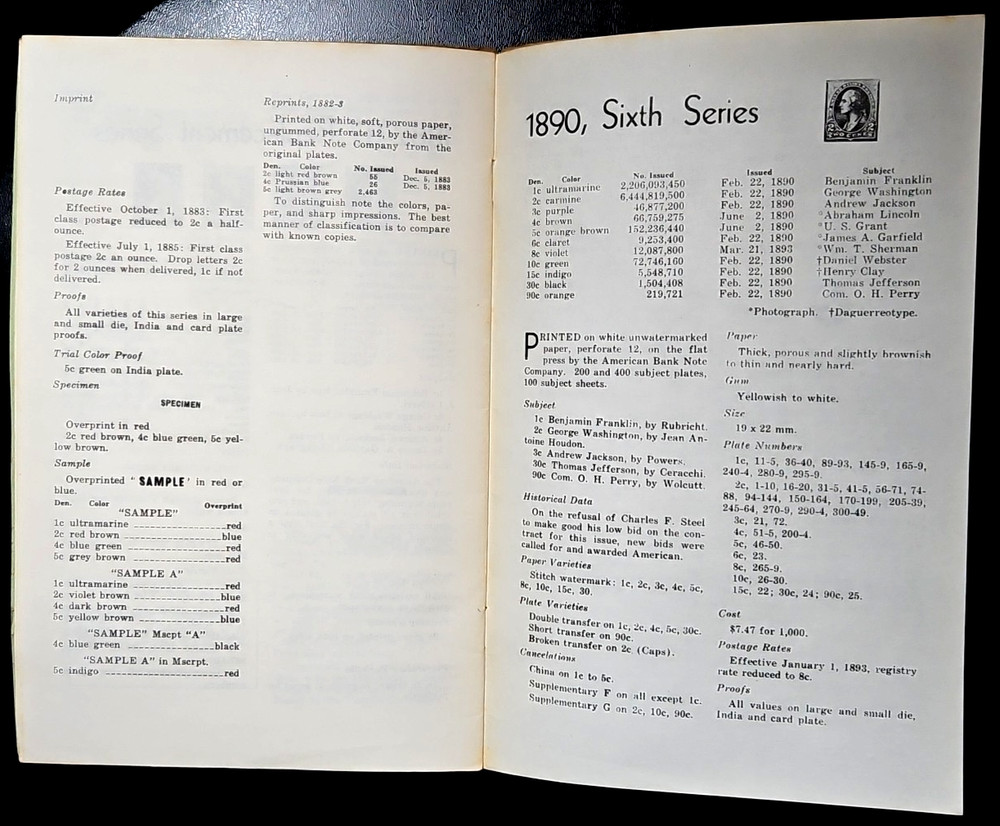 Imprint
Postage Rates
Effective October 1, 1883: First
class postage reduced to 2c a half-
ounce.
Effective July 1, 1885: First class
postage 2c an ounce. Drop letters 2c
for 2 ounces when delivered, 1c if not
delivered.
Proofs
All varieties of this series in large
and small die, India and card plate
proofs.
Trial Color Proof
5c green on India plate.
Specimen
SPECIMEN
Overprint in red
2c red brown, 4c blue green, 5c yel-
low brown.
Sample
Overprinted "SAMPLE" in red or
blue.
Den. Color Overprint
"SAMPLE"
1c ultramarine ____________red
2c red brown ____________blue
4c blue green ____________red
5c grey brown ____________red
"SAMPLE A"
1c ultramarine ____________red
2c violet brown ____________blue
4c dark brown ____________red
5c yellow brown ____________blue
"SAMPLE" Mscpt "A"
4c blue green ____________black
"SAMPLE A" in Mscrpt.
5c indigo ____________red
Reprints, 1882-3
Printed on white, soft, porous paper,
ungummed, perforate 12, by the Amer-
ican Bank Note Company from the
original plates.
Den. Color No. Issued Issued
2c light red brown 55 Dec. 5, 1883
4c Prussian blue 26 Dec. 5, 1883
5c light brown grey 2,463
To distinguish note the colors, pa-
per, and sharp impressions. The best
manner of classification is to compare
with known copies.
1890, Sixth Series
Den. Color No. Issued Issued Subject
1c ultramarine 2,206,093,450 Feb. 22, 1890 Benjamin Franklin
2c carmine 6,444,819,500 Feb. 22, 1890 George Washington
3c purple 46,877,200 Feb. 22, 1890 Andrew Jackson
4c brown 66,759,275 June 2, 1890 *Abraham Lincoln
5c orange brown 152,236,440 June 2, 1890 *U. S. Grant
6c claret 9,253,400 Feb. 22, 1890 *James A. Garfield
8c violet 12,087,800 Mar. 21, 1893 *Wm. T. Sherman
10c green 72,746,160 Feb. 22, 1890 †Daniel Webster
15c indigo 5,548,710 Feb. 22, 1890 †Henry Clay
30c black 1,504,408 Feb. 22, 1890 Thomas Jefferson
90c orange 219,721 Feb. 22, 1890 Com. O. H. Perry
*Photograph. †Daguerreotype.
PRINTED on white unwatermarked
paper, perforate 12, on the flat
press by the American Bank Note
Company. 200 and 400 subject plates,
100 subject sheets.
Subject
1c Benjamin Franklin, by Rubricht.
2c George Washington, by Jean An-
toine Houdon.
3c Andrew Jackson, by Powers.
30c Thomas Jefferson, by Ceracchi.
90c Com. O. H. Perry, by Wolcutt.
Historical Data
On the refusal of Charles F. Steel
to make good his low bid on the con-
tract for this issue, new bids were
called for and awarded American.
Paper Varieties
Stitch watermark: 1c, 2c, 3c, 4c, 5c,
8c, 10c, 15c, 30.
Plate Varieties
Double transfer on 1c, 2c, 4c, 5c, 30c.
Short transfer on 90c.
Broken transfer on 2c (Caps).
Cancelations
China on 1c to 5c.
Supplementary F on all except 1c.
Supplementary G on 2c, 10c, 90c.
Paper
Thick, porous and slightly brownish
to thin and nearly hard.
Gum
Yellowish to white.
Size
19 x 22 mm.
Plate Numbers
1c, 11-5, 36-40, 89-93, 145-9, 165-9,
240-4, 280-9, 295-9.
2c, 1-10, 16-20, 31-5, 41-5, 56-71, 74-
88, 94-144, 150-164, 170-199, 205-39,
245-64, 270-9, 290-4, 300-49.
3c, 21, 72.
4c, 51-5, 200-4.
5c, 46-50.
6c, 23.
8c, 265-9.
10c, 26-30.
15c, 22; 30c, 24; 90c, 25.
Cost
$7.47 for 1,000.
Postage Rates
Effective January 1, 1893, registry
rate reduced to 8c.
Proofs
All values on large and small die,
India and card plate.